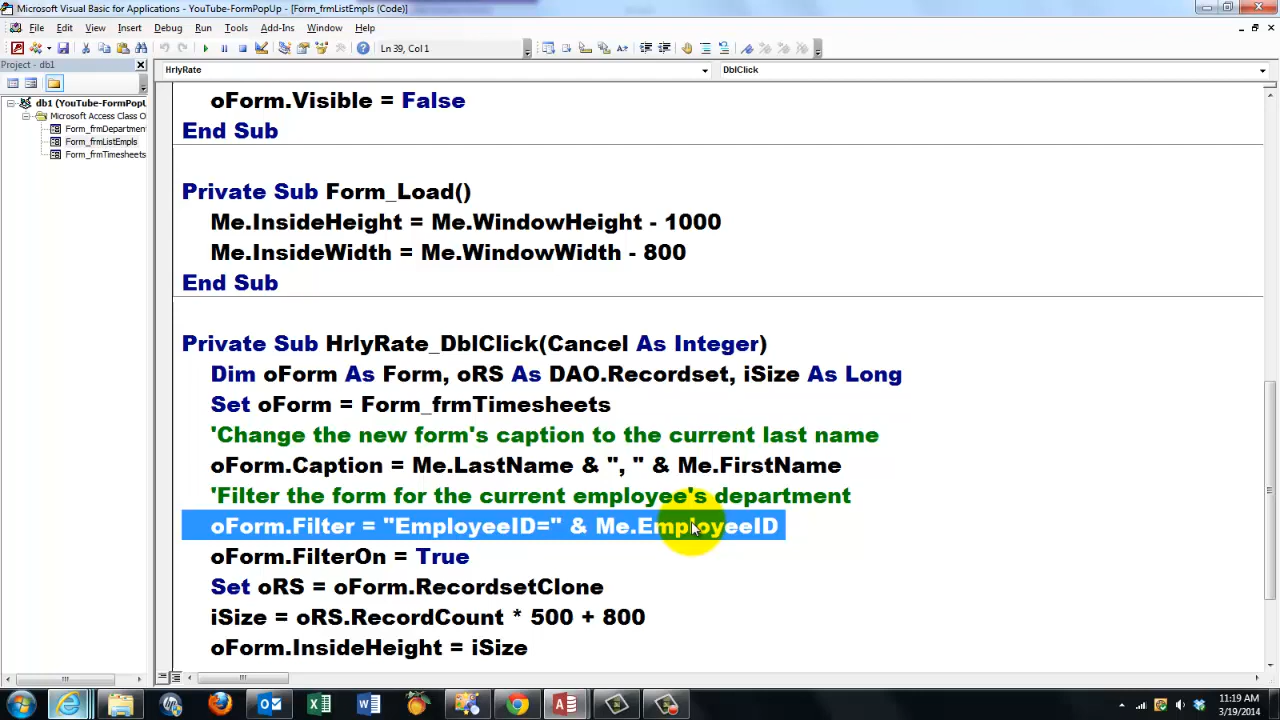 Microsoft Visual Basic for Applications - YouTube-FormPopUp - [Form_frmListEmpls (Code)]
File Edit View Insert Debug Run Tools Add-Ins Window Help
Ln 39, Col 1
Project - db1
HrlyRate
DblClick
db1 (YouTube-FormPopU
Microsoft Access Class O
Form_frmDepartmen
Form_frmListEmpls
Form_frmTimesheets
oForm.Visible = False
End Sub
Private Sub Form_Load()
Me.InsideHeight = Me.WindowHeight - 1000
Me.InsideWidth = Me.WindowWidth - 800
End Sub
Private Sub HrlyRate_DblClick(Cancel As Integer)
Dim oForm As Form, oRS As DAO.Recordset, iSize As Long
Set oForm = Form_frmTimesheets
'Change the new form's caption to the current last name
oForm.Caption = Me.LastName & ", " & Me.FirstName
'Filter the form for the current employee's department
oForm.Filter = "EmployeeID=" & Me.EmployeeID
oForm.FilterOn = True
Set oRS = oForm.RecordsetClone
iSize = oRS.RecordCount * 500 + 800
oForm.InsideHeight = iSize
11:19 AM
3/19/2014